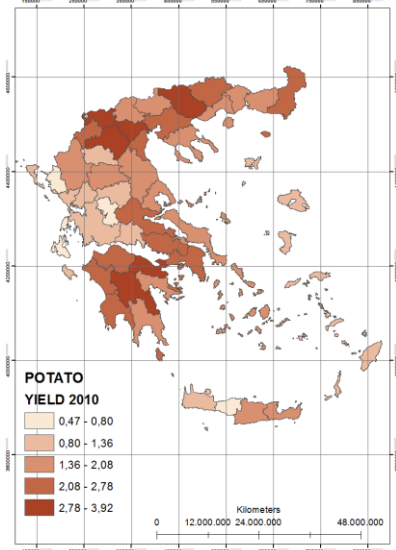 POTATO
YIELD 2010
0,47 - 0,80
0,80 - 1,36
1,36 - 2,08
2,08 - 2,78
2,78 - 3,92
Kilometers
0 12.000.000 24.000.000 48.000.000